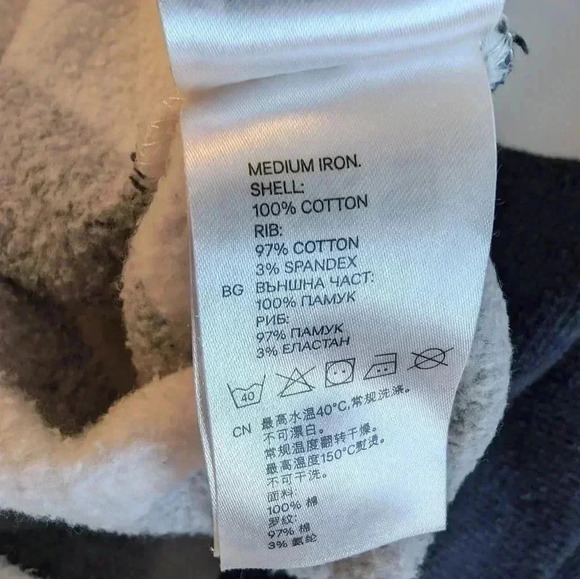 MEDIUM IRON.
SHELL:
100% COTTON
RIB:
97% COTTON
3% SPANDEX
BG ВЪНШНА ЧАСТ:
100% ПАМУК
РИБ:
97% ПАМУК
3% ЕЛАСТАН
40
CN 最高水温40°C,常规洗涤。
不可漂白。
常规温度翻转干燥。
最高温度150°C熨烫。
不可干洗。
面料:
100% 棉
罗纹:
97% 棉
3% 氨纶